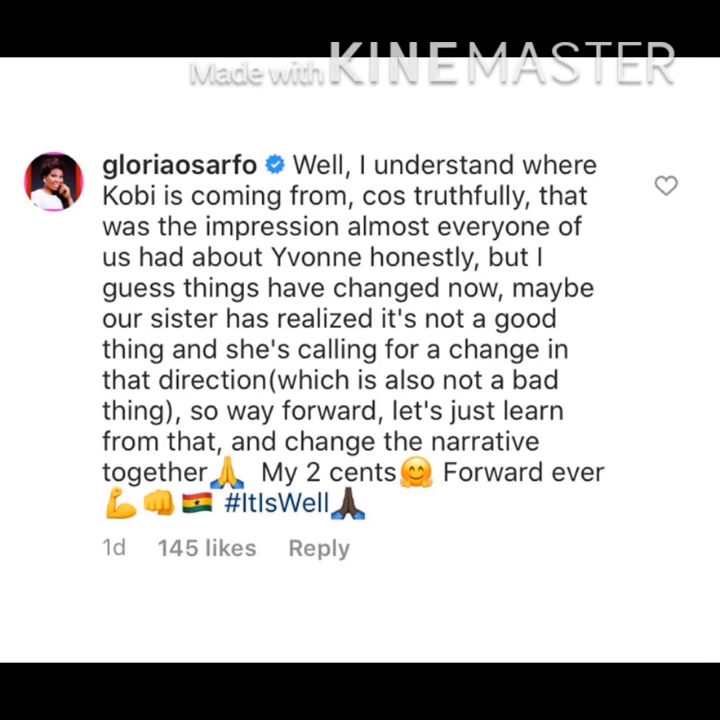 Made with KINEMASTER
gloriaosarfo Well, I understand where
Kobi is coming from, cos truthfully, that
was the impression almost everyone of
us had about Yvonne honestly, but I
guess things have changed now, maybe
our sister has realized it's not a good
thing and she's calling for a change in
that direction(which is also not a bad
thing), so way forward, let's just learn
from that, and change the narrative
together🙏 My 2 cents🤗 Forward ever
💪👊🇬🇭 #ItIsWell🙏🏿
1d 145 likes Reply